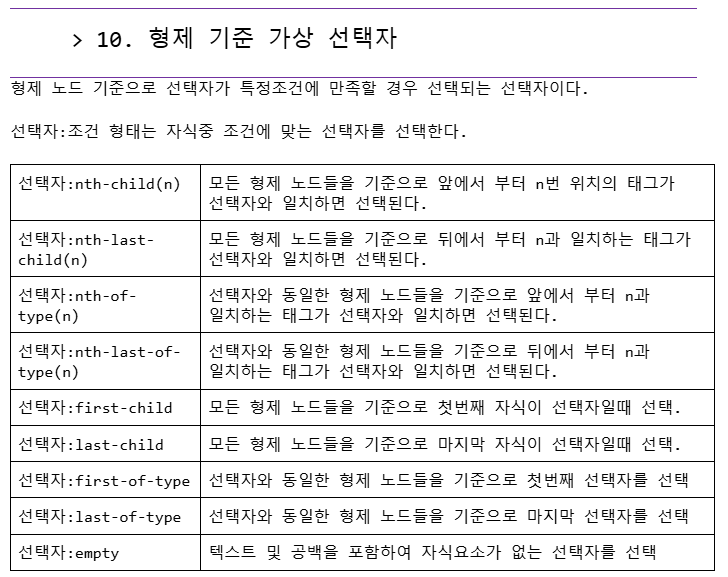 > 10. 형제 기준 가상 선택자
형제 노드 기준으로 선택자가 특정조건에 만족할 경우 선택되는 선택자이다.
선택자:조건 형태는 자식중 조건에 맞는 선택자를 선택한다.
선택자:nth-child(n)
모든 형제 노드들을 기준으로 앞에서 부터 n번 위치의 태그가
선택자와 일치하면 선택된다.
선택자:nth-last-
child(n)
모든 형제 노드들을 기준으로 뒤에서 부터 n과 일치하는 태그가
선택자와 일치하면 선택된다.
선택자:nth-of-
type(n)
선택자와 동일한 형제 노드들을 기준으로 앞에서 부터 n과
일치하는 태그가 선택자와 일치하면 선택된다.
선택자:nth-last-of-
type(n)
선택자와 동일한 형제 노드들을 기준으로 뒤에서 부터 n과
일치하는 태그가 선택자와 일치하면 선택된다.
선택자:first-child
모든 형제 노드들을 기준으로 첫번째 자식이 선택자일때 선택.
선택자:last-child
모든 형제 노드들을 기준으로 마지막 자식이 선택자일때 선택.
선택자:first-of-type
선택자와 동일한 형제 노드들을 기준으로 첫번째 선택자를 선택
선택자:last-of-type
선택자와 동일한 형제 노드들을 기준으로 마지막 선택자를 선택
선택자:empty
텍스트 및 공백을 포함하여 자식요소가 없는 선택자를 선택